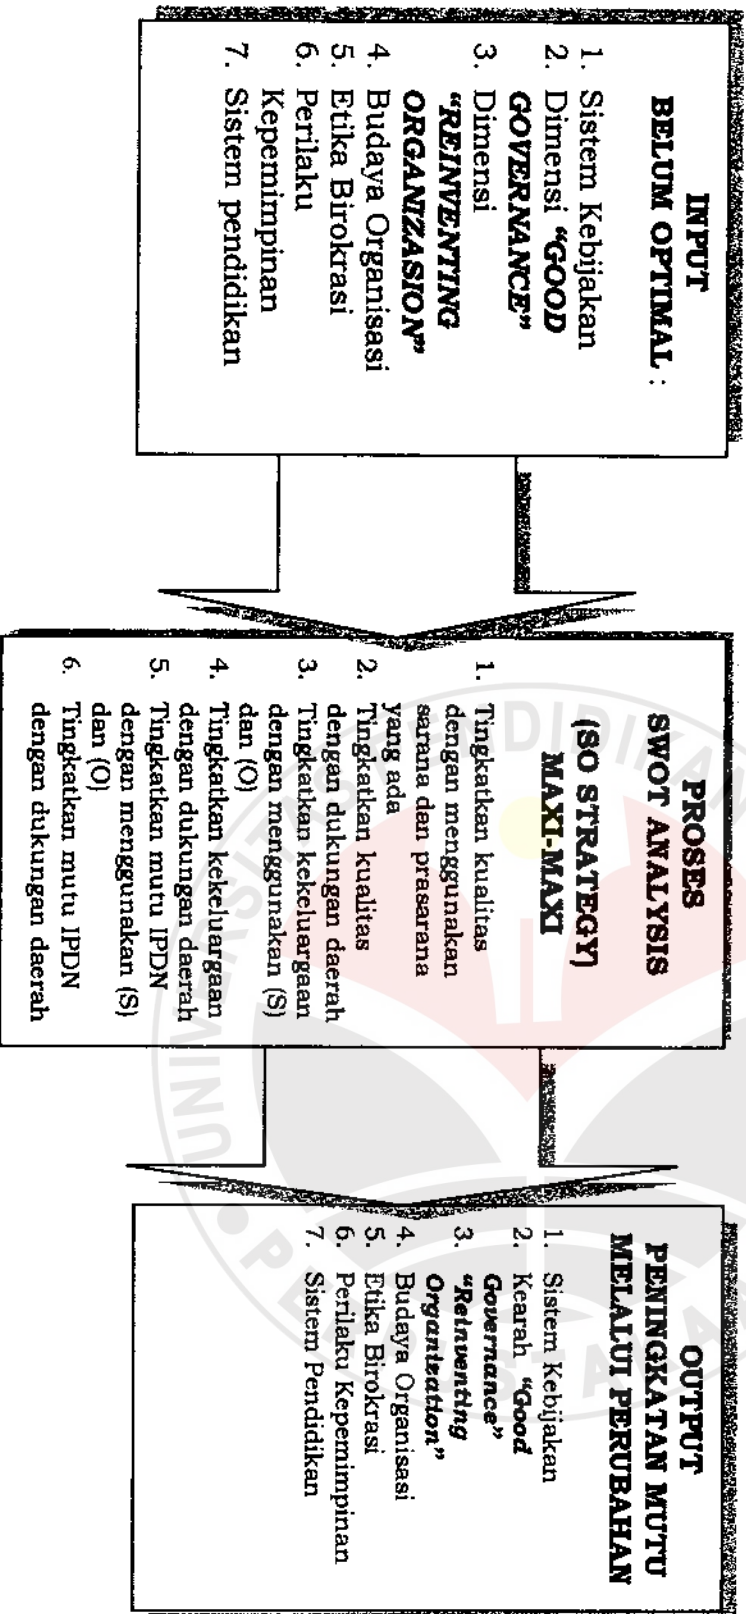 INPUT
BELUM OPTIMAL :
1. Sistem Kebijakan
2. Dimensi “GOOD
GOVERNANCE”
3. Dimensi
“REINVENTING
ORGANIZASION”
4. Budaya Organisasi
5. Etika Birokrasi
6. Perilaku
Kepemimpinan
7. Sistem pendidikan
PROSES
SWOT ANALYSIS
(SO STRATEGY)
MAXI-MAXI
1. Tingkatkan kualitas
dengan menggunakan
sarana dan prasarana
yang ada
2. Tingkatkan kualitas
dengan dukungan daerah
3. Tingkatkan kekeluargaan
dengan menggunakan (S)
dan (O)
4. Tingkatkan kekeluargaan
dengan dukungan daerah
5. Tingkatkan mutu IPDN
dengan menggunakan (S)
dan (O)
6. Tingkatkan mutu IPDN
dengan dukungan daerah
OUTPUT
PENINGKATAN MUTU
MELALUI PERUBAHAN
1. Sistem Kebijakan
2. Kearah “Good
Governance”
3. “Reinventing
Organization”
4. Budaya Organisasi
5. Etika Birokrasi
6. Perilaku Kepemimpinan
7. Sistem Pendidikan